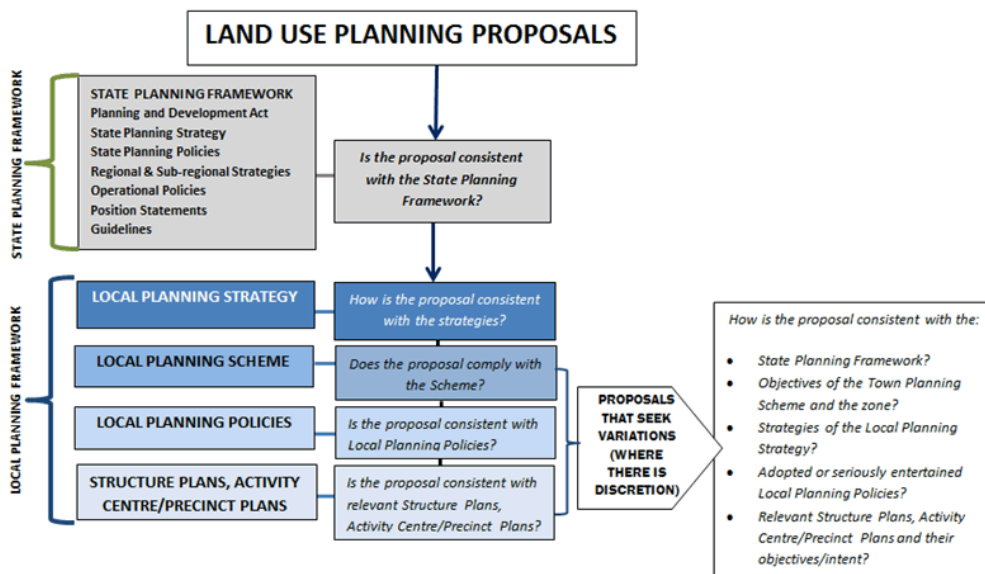 LAND USE PLANNING PROPOSALS
STATE PLANNING FRAMEWORK
STATE PLANNING FRAMEWORK
Planning and Development Act
State Planning Strategy
State Planning Policies
Regional & Sub-regional Strategies
Operational Policies
Position Statements
Guidelines
Is the proposal consistent
with the State Planning
Framework?
LOCAL PLANNING FRAMEWORK
LOCAL PLANNING STRATEGY
How is the proposal consistent
with the strategies?
LOCAL PLANNING SCHEME
Does the proposal comply with
the Scheme?
LOCAL PLANNING POLICIES
Is the proposal consistent with
Local Planning Policies?
STRUCTURE PLANS, ACTIVITY
CENTRE/PRECINCT PLANS
Is the proposal consistent with
relevant Structure Plans,
Activity Centre/Precinct Plans?
PROPOSALS
THAT SEEK
VARIATIONS
(WHERE
THERE IS
DISCRETION)
How is the proposal consistent with the:
• State Planning Framework?
• Objectives of the Town Planning
Scheme and the zone?
• Strategies of the Local Planning
Strategy?
• Adopted or seriously entertained
Local Planning Policies?
• Relevant Structure Plans, Activity
Centre/Precinct Plans and their
objectives/intent?